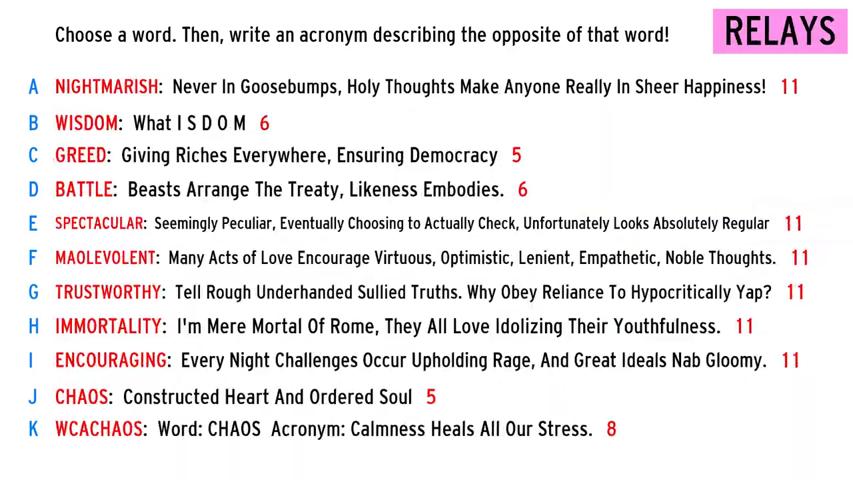 Choose a word. Then, write an acronym describing the opposite of that word!
RELAYS
A NIGHTMARISH: Never In Goosebumps, Holy Thoughts Make Anyone Really In Sheer Happiness! 11
B WISDOM: What I S D O M 6
C GREED: Giving Riches Everywhere, Ensuring Democracy 5
D BATTLE: Beasts Arrange The Treaty, Likeness Embodies. 6
E SPECTACULAR: Seemingly Peculiar, Eventually Choosing to Actually Check, Unfortunately Looks Absolutely Regular 11
F MAOLEVOLENT: Many Acts of Love Encourage Virtuous, Optimistic, Lenient, Empathetic, Noble Thoughts. 11
G TRUSTWORTHY: Tell Rough Underhanded Sullied Truths. Why Obey Reliance To Hypocritically Yap? 11
H IMMORTALITY: I'm Mere Mortal Of Rome, They All Love Idolizing Their Youthfulness. 11
I ENCOURAGING: Every Night Challenges Occur Upholding Rage, And Great Ideals Nab Gloomy. 11
J CHAOS: Constructed Heart And Ordered Soul 5
K WCACHAOS: Word: CHAOS Acronym: Calmness Heals All Our Stress. 8